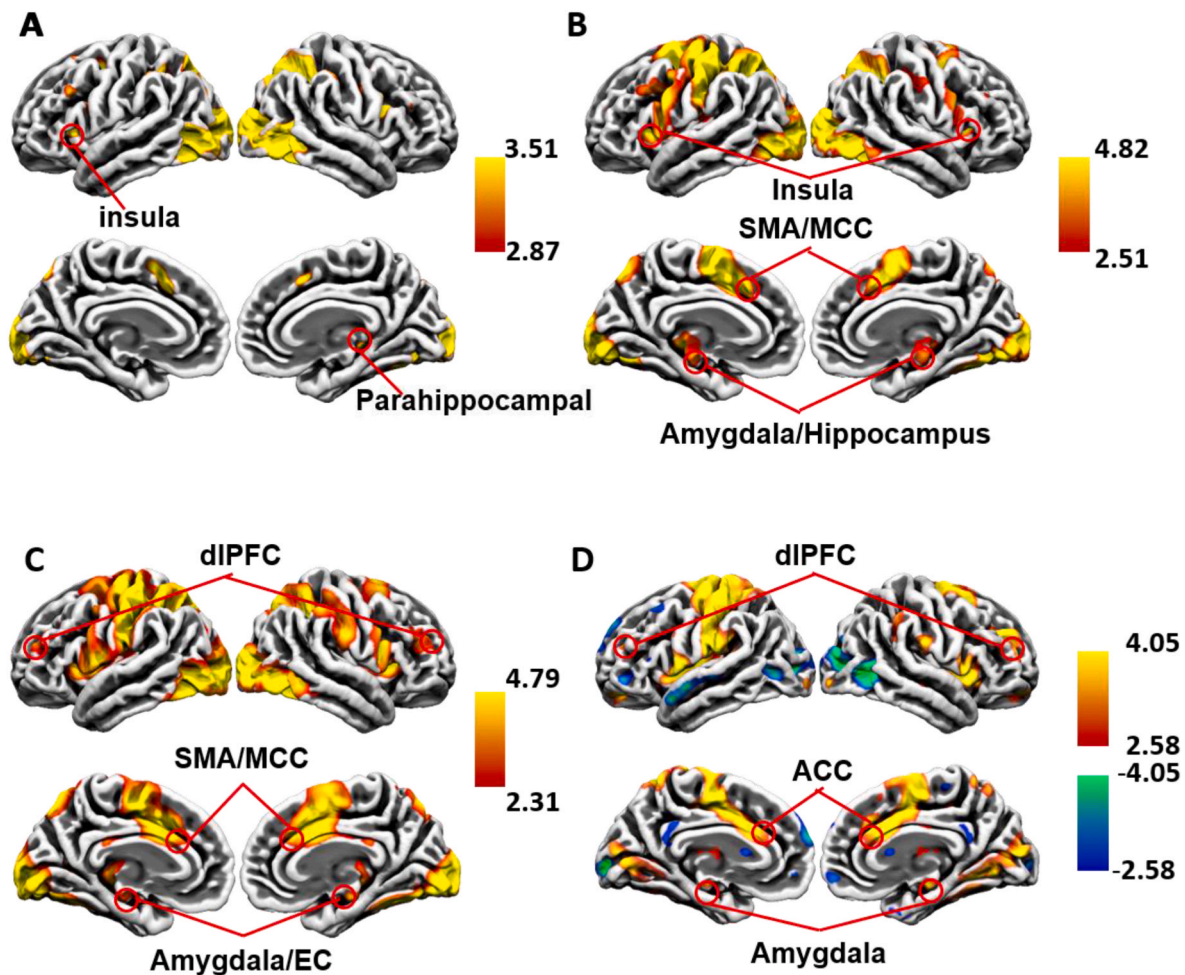 A
3.51
insula
2.87
Parahippocampal
B
4.82
Insula
SMA/MCC
2.51
Amygdala/Hippocampus
C
dlPFC
4.79
SMA/MCC
2.31
Amygdala/EC
D
dlPFC
4.05
2.58
ACC
-4.05
-2.58
Amygdala